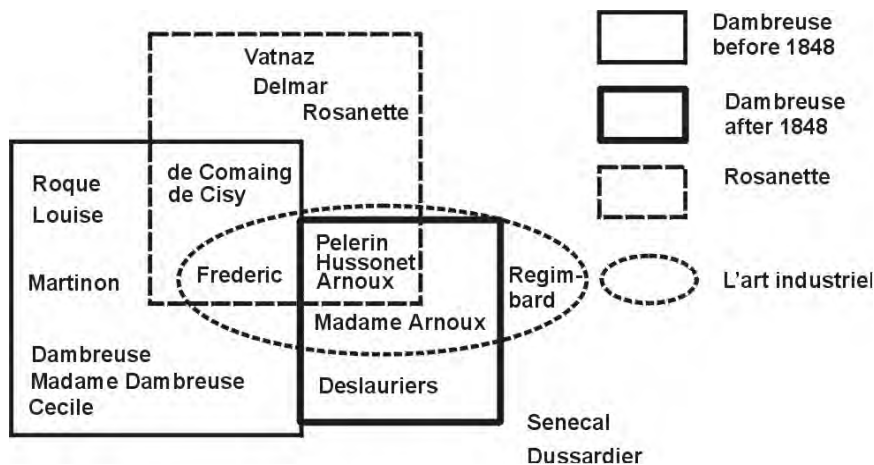 Vatnaz
Delmar
Rosanette
de Comaing
de Cisy
Roque
Louise
Martinon
Dambreuse
Madame Dambreuse
Cecile
Frederic
Pelerin
Hussonet
Arnoux
Madame Arnoux
Deslauriers
Regim-
bard
Senecal
Dussardier
Dambreuse
before 1848
Dambreuse
after 1848
Rosanette
L'art industriel